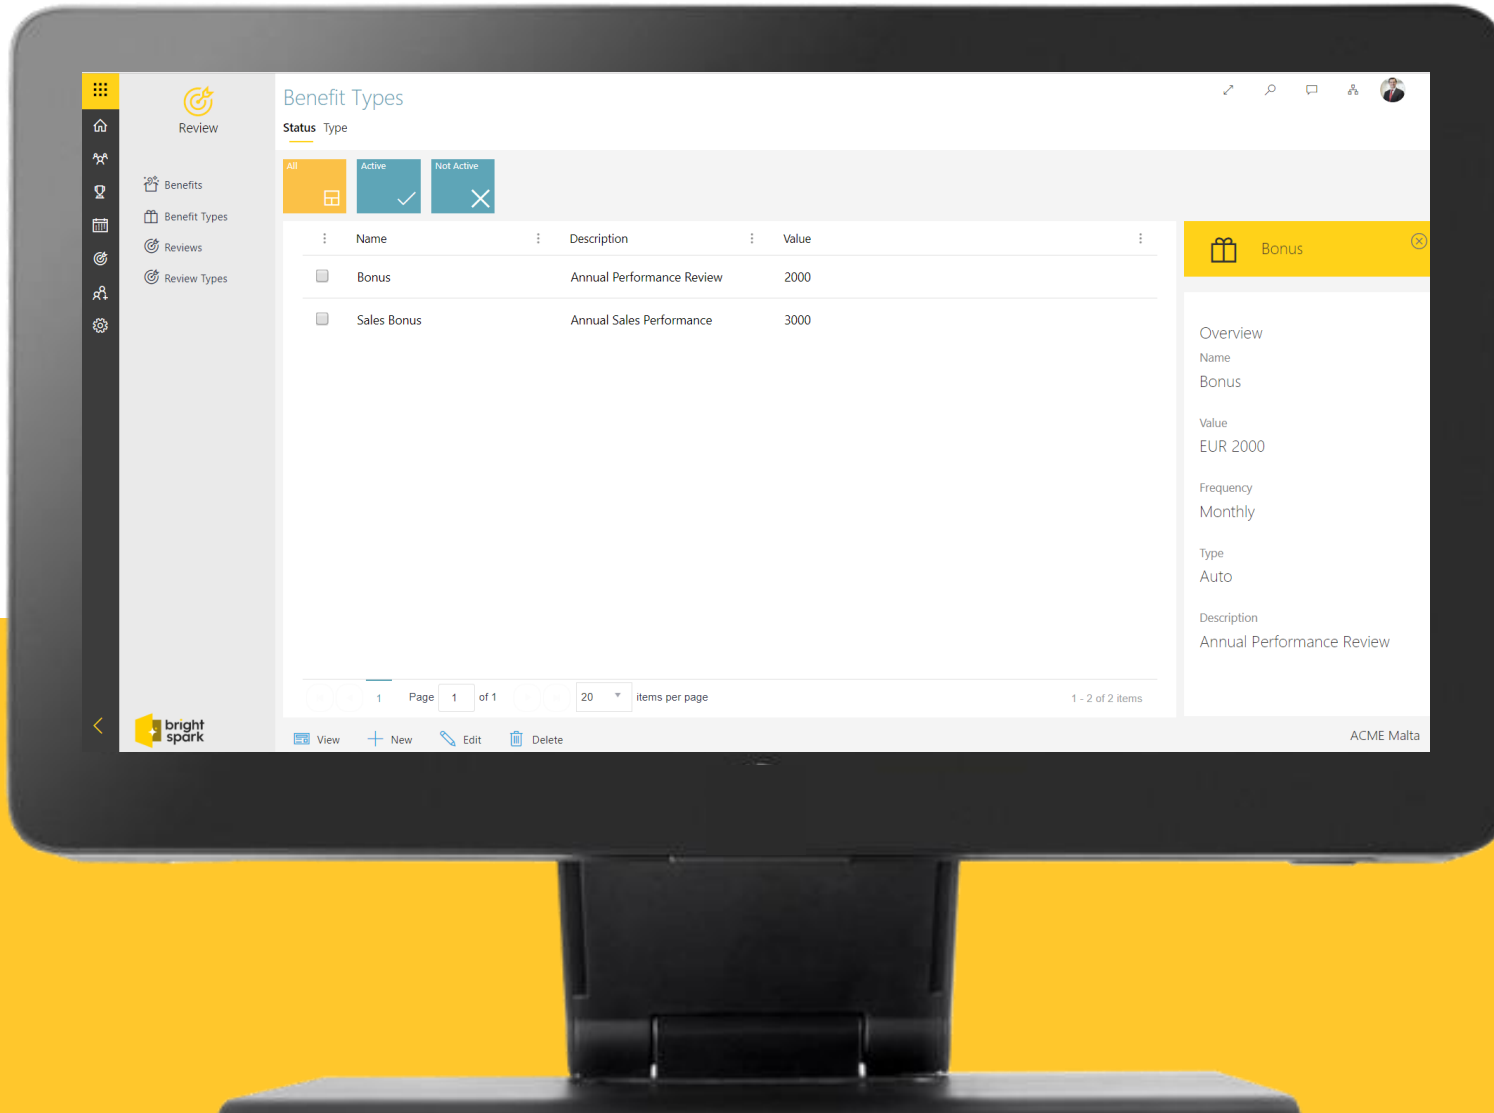 Benefit Types
Review
Status Type
All
Active
Not Active
Benefits
Benefit Types
Reviews
Review Types
Name Description Value
Bonus Annual Performance Review 2000
Sales Bonus Annual Sales Performance 3000
Bonus
Overview
Name
Bonus
Value
EUR 2000
Frequency
Monthly
Type
Auto
Description
Annual Performance Review
1 Page 1 of 1 20 items per page 1 - 2 of 2 items
bright
spark
View New Edit Delete
ACME Malta